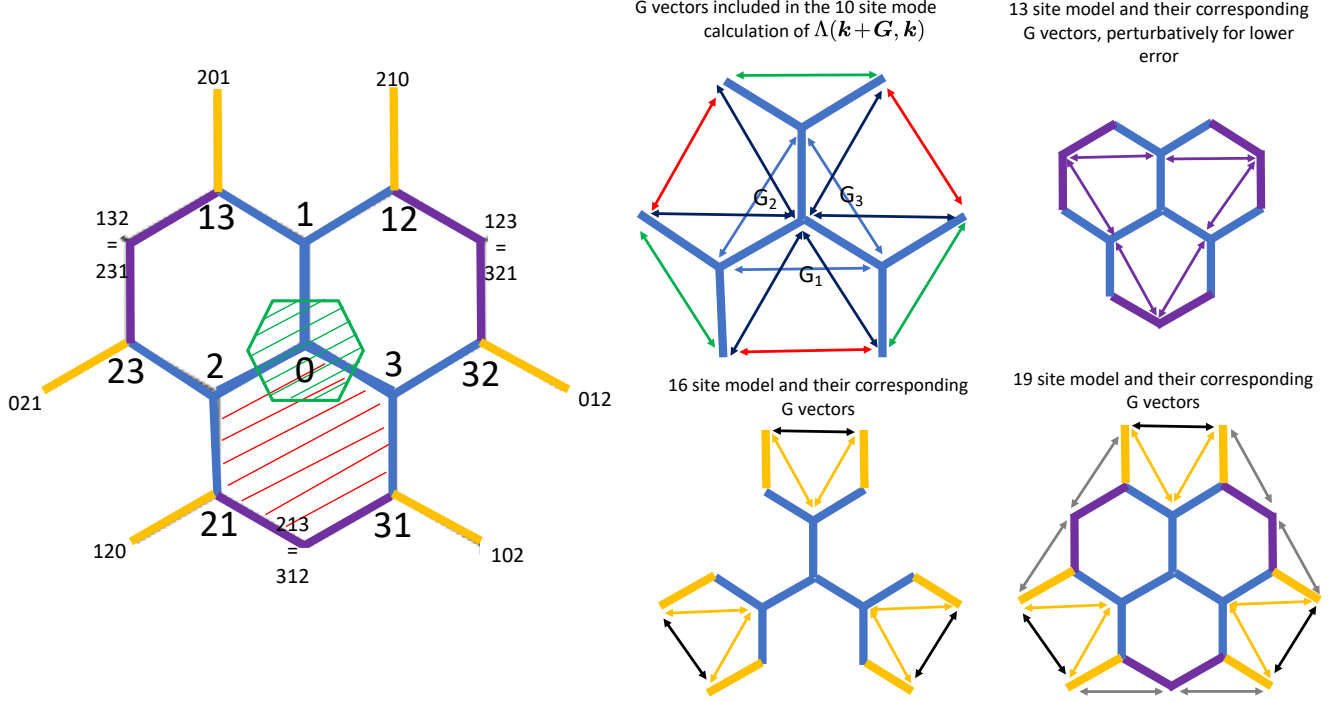 G vectors included in the 10 site mode
calculation of Λ(k+G, k)
13 site model and their corresponding
G vectors, perturbatively for lower
error
201
210
132
=
231
13
1
12
123
=
321
G₂
G₃
G₁
23
2
0
3
32
021
012
21
213
=
312
31
120
102
16 site model and their corresponding
G vectors
19 site model and their corresponding
G vectors